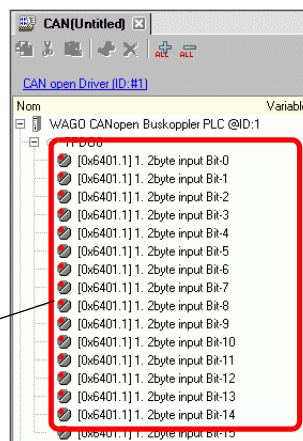 CAN(Untitled)
ALL ALL
CAN open Driver (ID:#1)
Nom Variable
WAGO CANopen Buskoppler PLC @ID:1
TPDO0
[0x6401.1] 1. 2byte input Bit-0
[0x6401.1] 1. 2byte input Bit-1
[0x6401.1] 1. 2byte input Bit-2
[0x6401.1] 1. 2byte input Bit-3
[0x6401.1] 1. 2byte input Bit-4
[0x6401.1] 1. 2byte input Bit-5
[0x6401.1] 1. 2byte input Bit-6
[0x6401.1] 1. 2byte input Bit-7
[0x6401.1] 1. 2byte input Bit-8
[0x6401.1] 1. 2byte input Bit-9
[0x6401.1] 1. 2byte input Bit-10
[0x6401.1] 1. 2byte input Bit-11
[0x6401.1] 1. 2byte input Bit-12
[0x6401.1] 1. 2byte input Bit-13
[0x6401.1] 1. 2byte input Bit-14
[0x6401.1] 1. 2byte input Bit-15